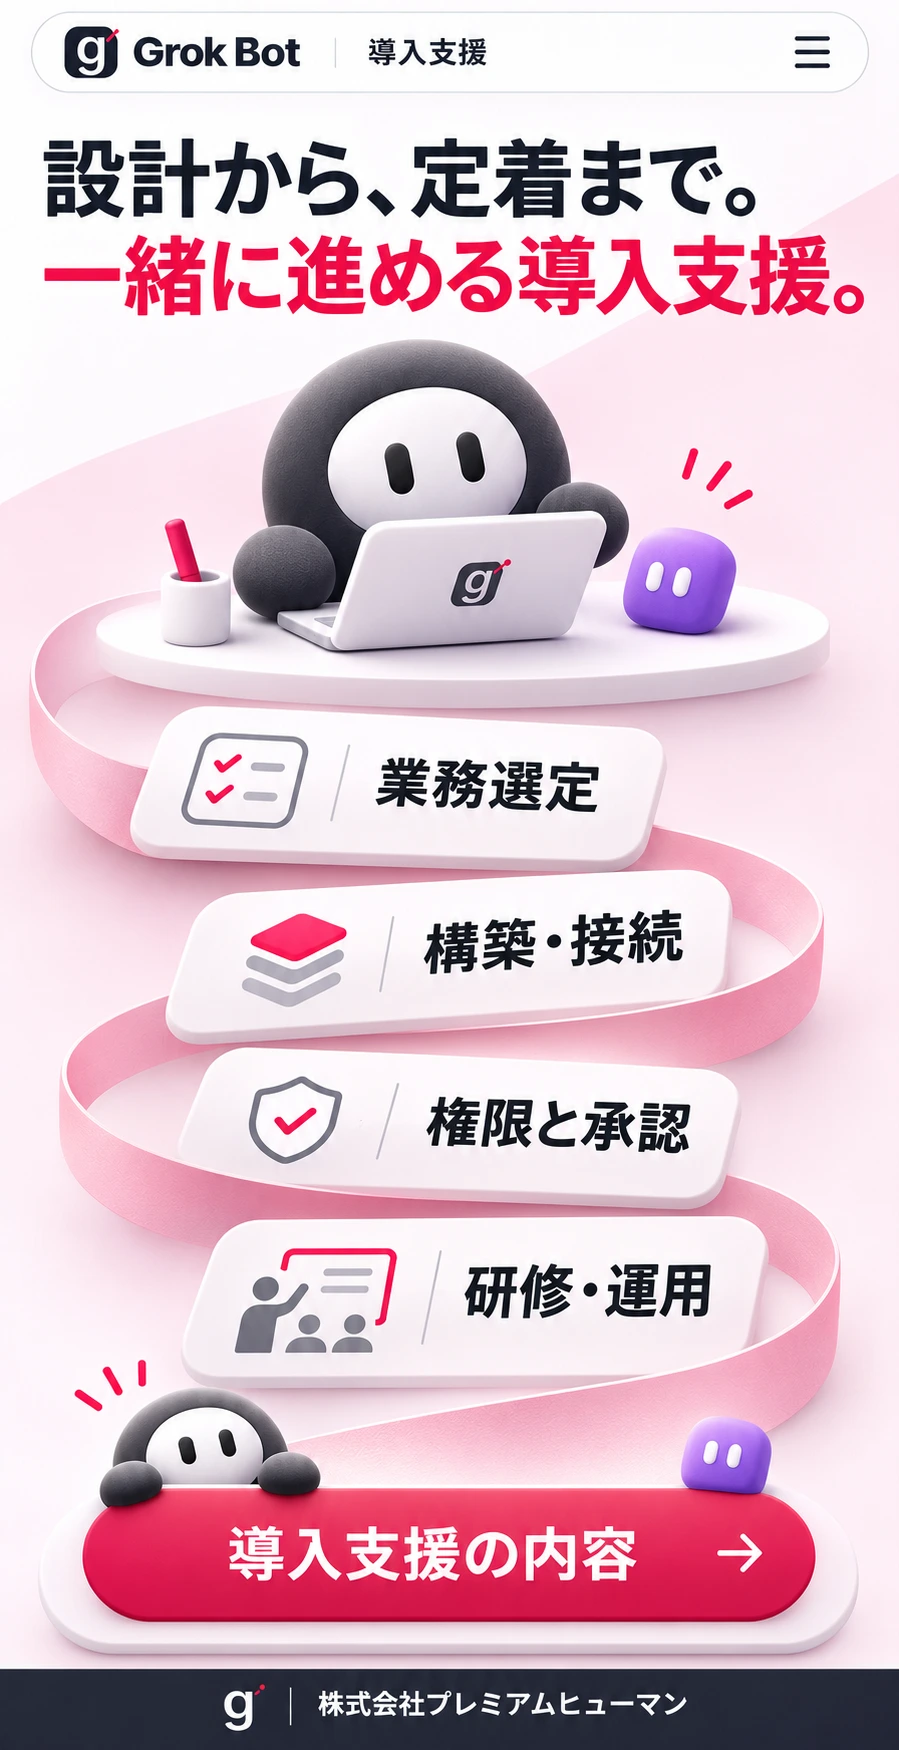 g Grok Bot 導入支援
設計から、定着まで。
一緒に進める導入支援。
g
業務選定
構築・接続
権限と承認
研修・運用
導入支援の内容
g 株式会社プレミアムヒューマン